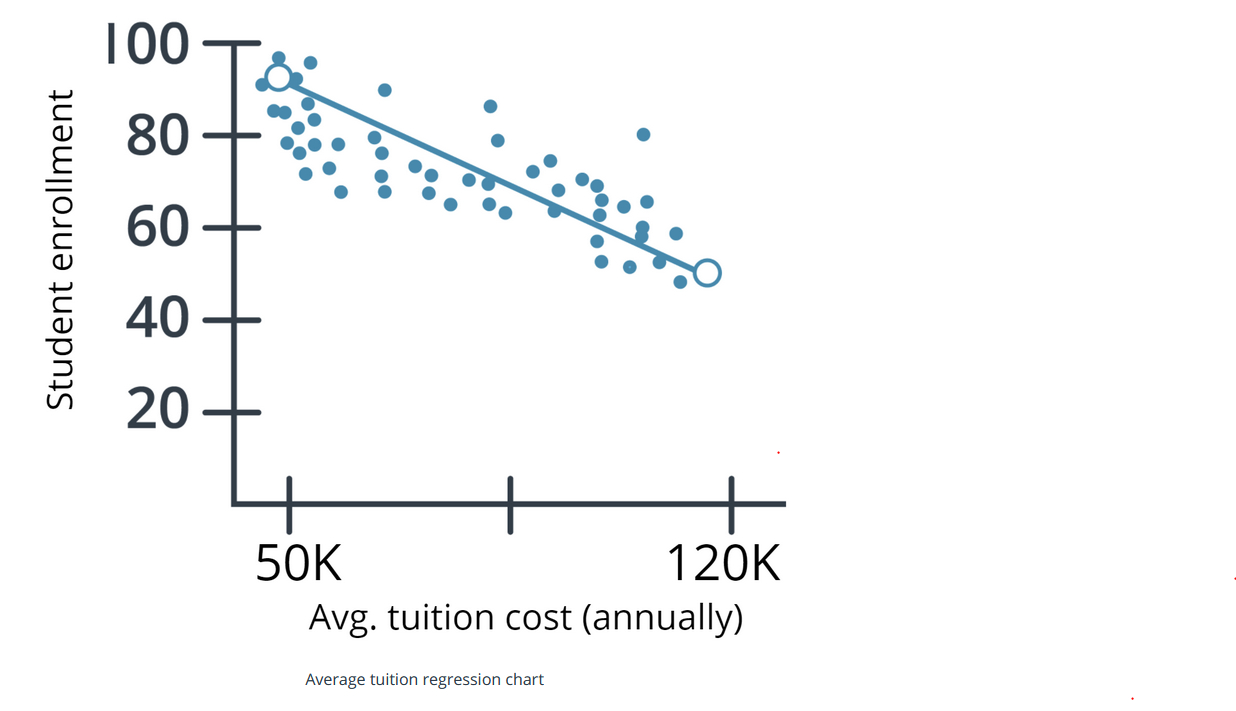 100
80
60
40
20
Student enrollment
50K
120K
Avg. tuition cost (annually)
Average tuition regression chart